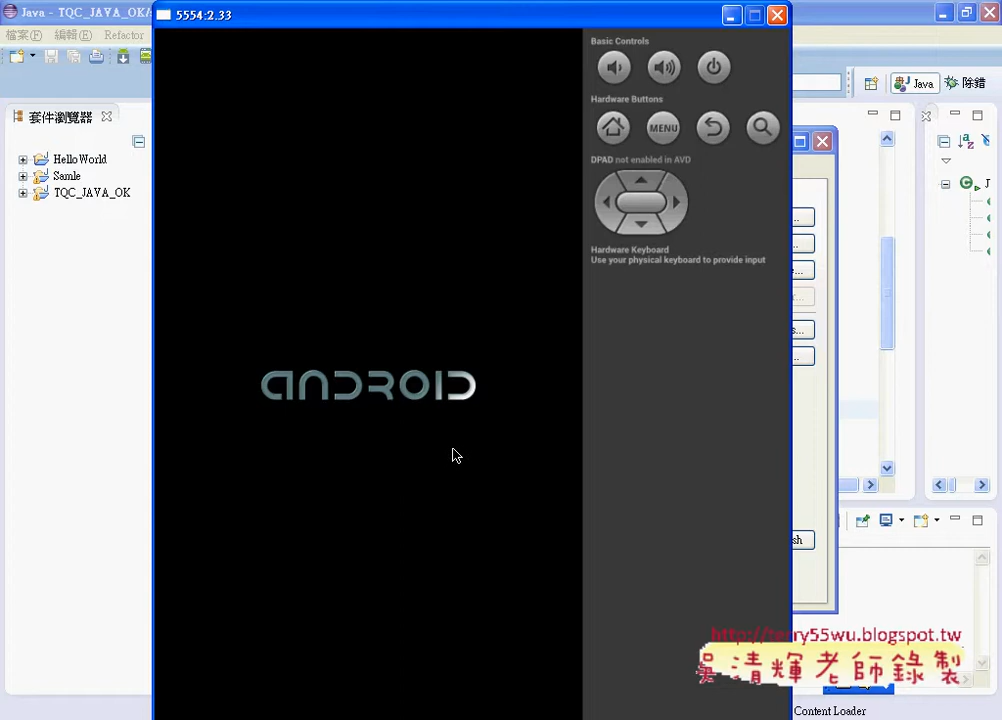 Java - TQC_JAVA_OK/
5554:2.33
檔案(F) 編輯(E) Refactor
Java
除錯
套件瀏覽器
HelloWorld
Samle
TQC_JAVA_OK
Basic Controls
Hardware Buttons
MENU
DPAD not enabled in AVD
Hardware Keyboard
Use your physical keyboard to provide input
ANDROID
J
...
..
e...
...
s...
..
sh
http://terry55wu.blogspot.tw
吳清輝老師錄製
Content Loader